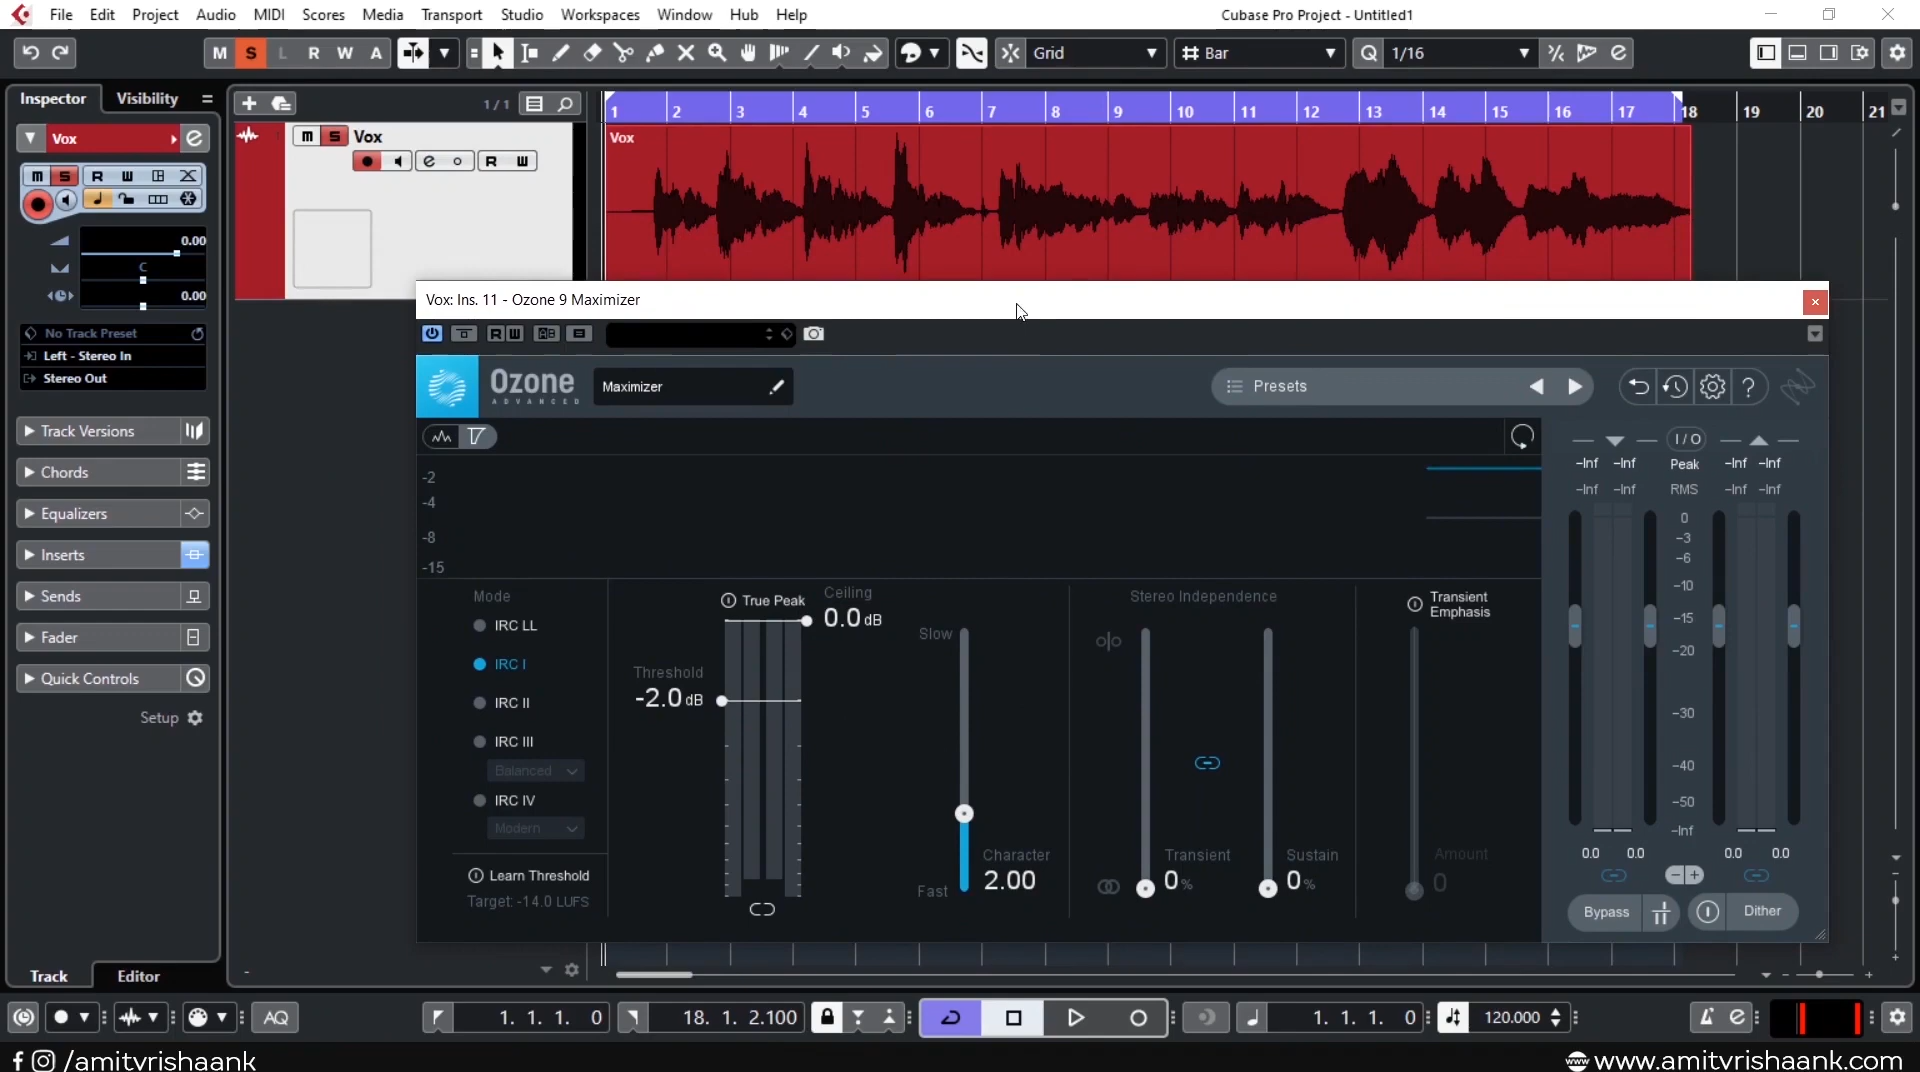 File Edit Project Audio MIDI Scores Media Transport Studio Workspaces Window Hub Help
Cubase Pro Project - Untitled1
M S L R W A
Grid
Bar
Q 1/16
Inspector Visibility
1 / 1
1 2 3 4 5 6 7 8 9 10 11 12 13 14 15 16 17 18 19 20 21
Vox
m S Vox
Vox
R W
m S R W
0.00
C
0.00
No Track Preset
Left - Stereo In
Stereo Out
Track Versions
Chords
Equalizers
Inserts
Sends
Fader
Quick Controls
Setup
Vox: Ins. 11 - Ozone 9 Maximizer
R W
Ozone
ADVANCED
Maximizer
Presets
?
I / O
-Inf -Inf Peak -Inf -Inf
-Inf -Inf RMS -Inf -Inf
-2
-4
-8
-15
0
-3
-6
-10
-15
-20
-30
-40
-50
-Inf
Mode
IRC LL
IRC I
IRC II
IRC III
Balanced
IRC IV
Modern
Learn Threshold
Target: -14.0 LUFS
True Peak
Ceiling
0.0 dB
Threshold
-2.0 dB
Slow
Fast
Character
2.00
Stereo Independence
Transient
0 %
Sustain
0 %
Transient
Emphasis
Amount
0
0.0 0.0 0.0 0.0
Bypass
Dither
Track Editor
AQ
1. 1. 1. 0
18. 1. 2.100
1. 1. 1. 0
120.000
/amitvrishaank
www.amitvrishaank.com